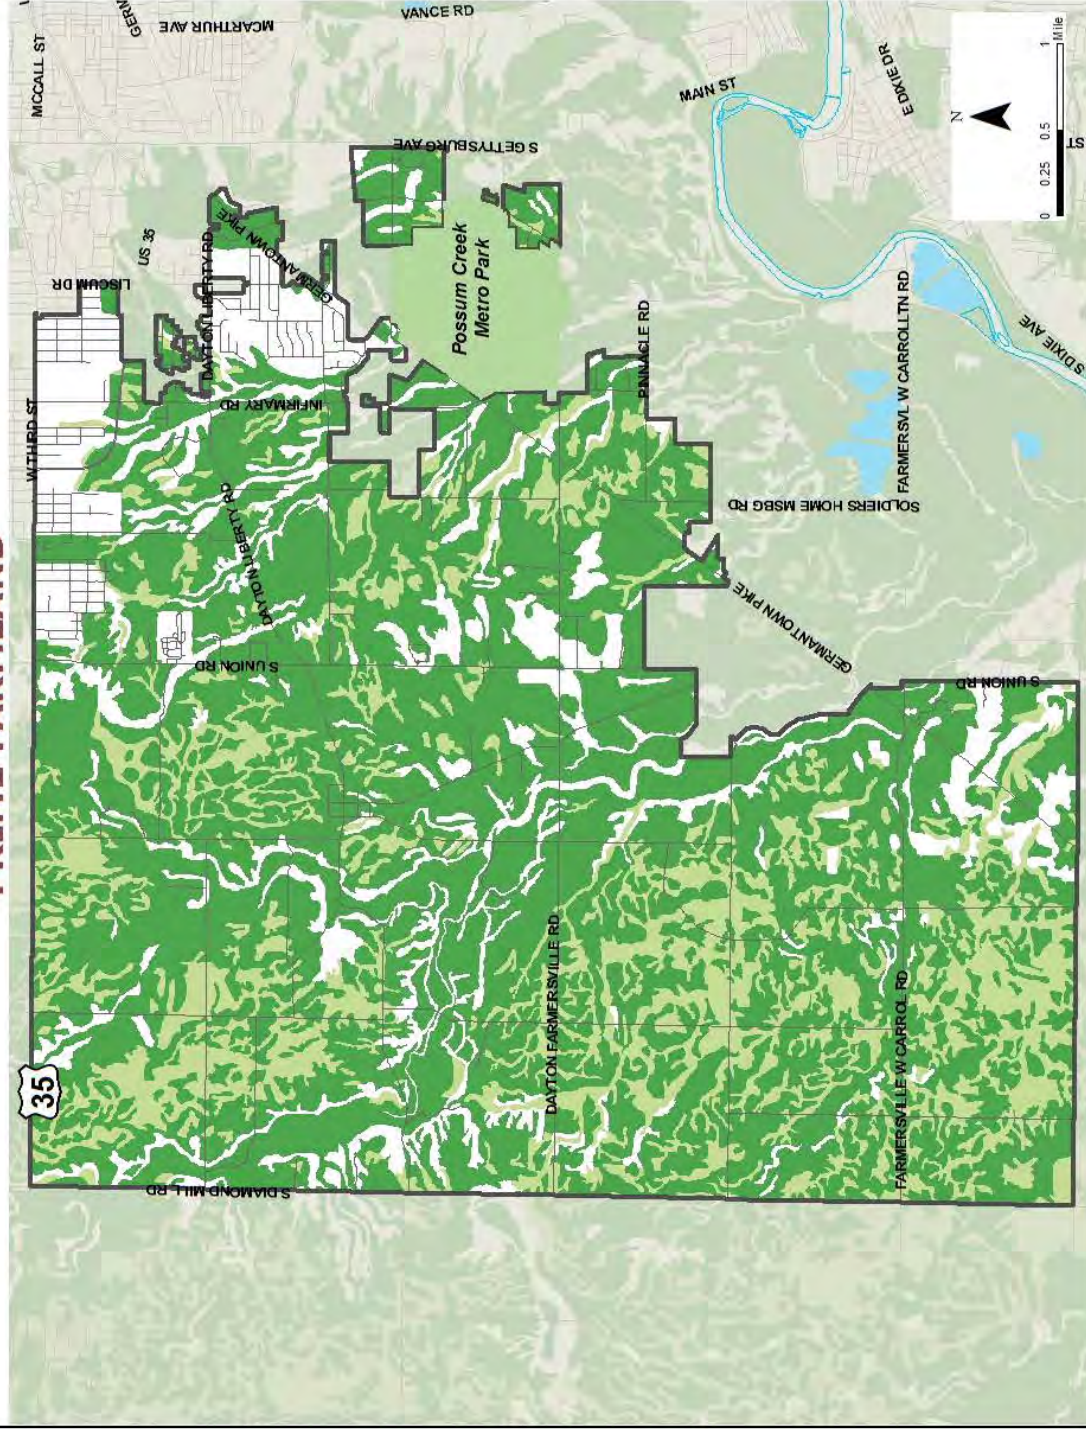 MCCALL ST
MCARTHUR AVE
VANCE RD
W THIRD ST
LISCUM DR
US 35
DAYTON LIBERTY RD
GERMANTOWN PIKE
GERMANTOWN PIKE
S GETTYSBURG AVE
MAIN ST
E DIXIE DR
N
0 0.25 0.5 1
Mile
ST
Possum Creek
Metro Park
INFIRMARY RD
PINNACLE RD
FARMERSVL W CARROLLTN RD
S DIXIE AVE
DAYTON LIBERTY RD
SOLDIERS HOME MSBG RD
S UNION RD
GERMANTOWN PIKE
S UNION RD
35
DAYTON FARMERSVILLE RD
FARMERSVILLE W CARROL RD
S DIAMOND MILL RD